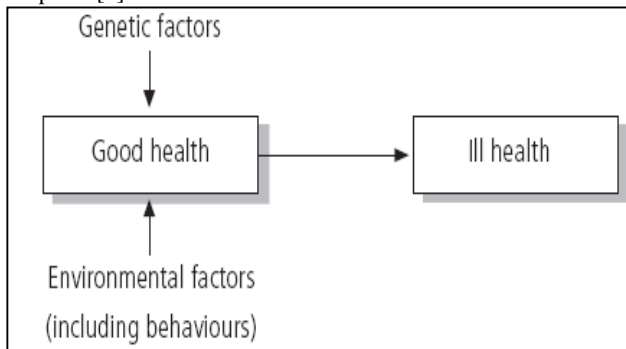 Genetic factors
Good health
Ill health
Environmental factors
(including behaviours)